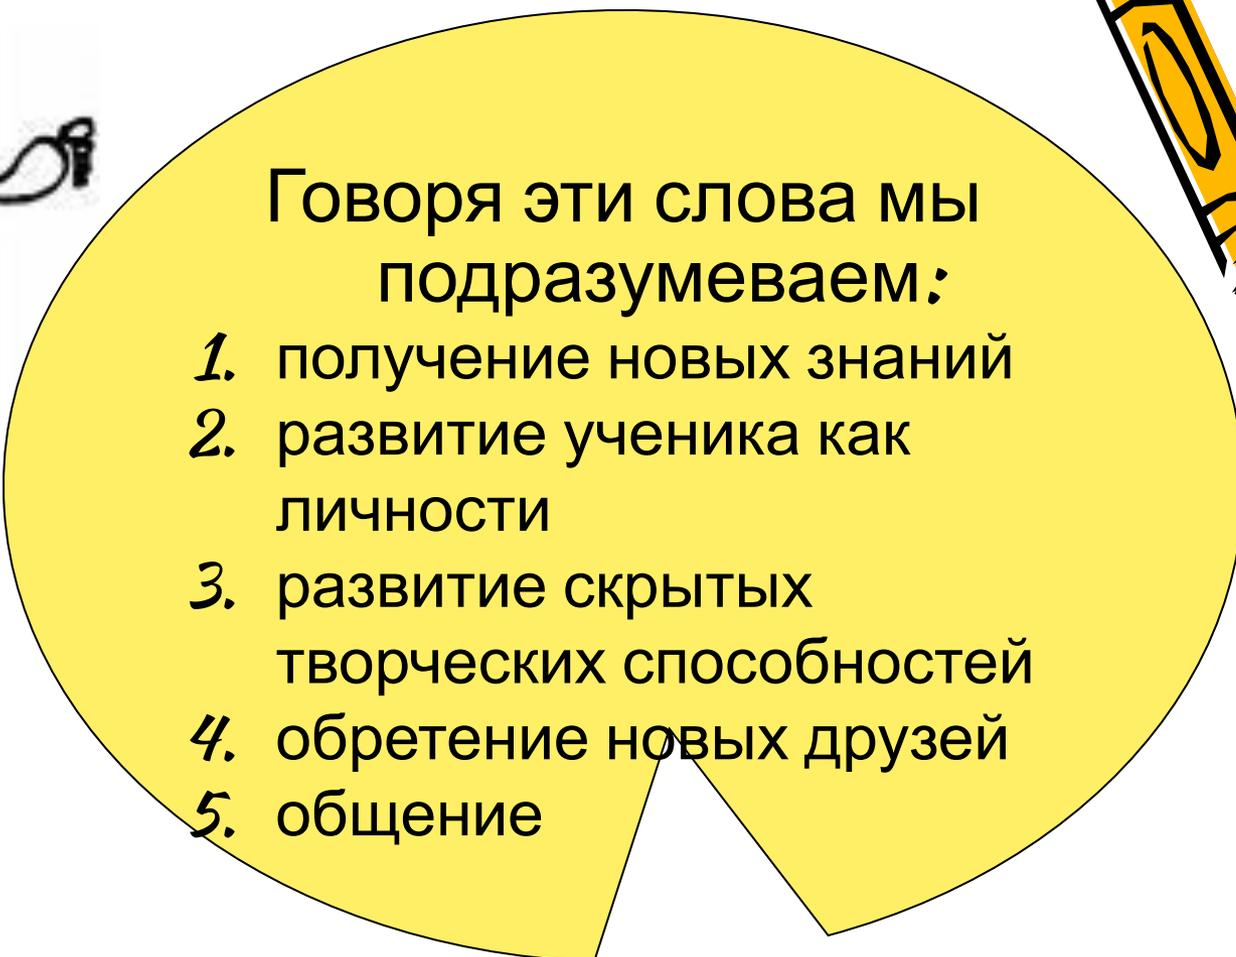 Говоря эти слова мы
подразумеваем:
1. получение новых знаний
2. развитие ученика как
личности
3. развитие скрытых
творческих способностей
4. обретение новых друзей
5. общение